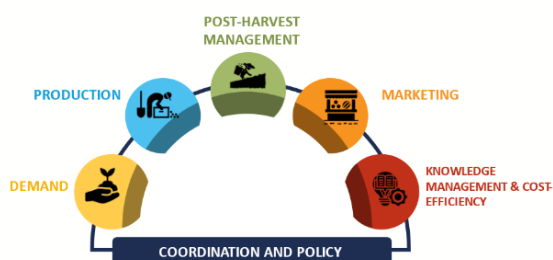 POST-HARVEST
MANAGEMENT
PRODUCTION
MARKETING
DEMAND
KNOWLEDGE
MANAGEMENT & COST-
EFFICIENCY
COORDINATION AND POLICY